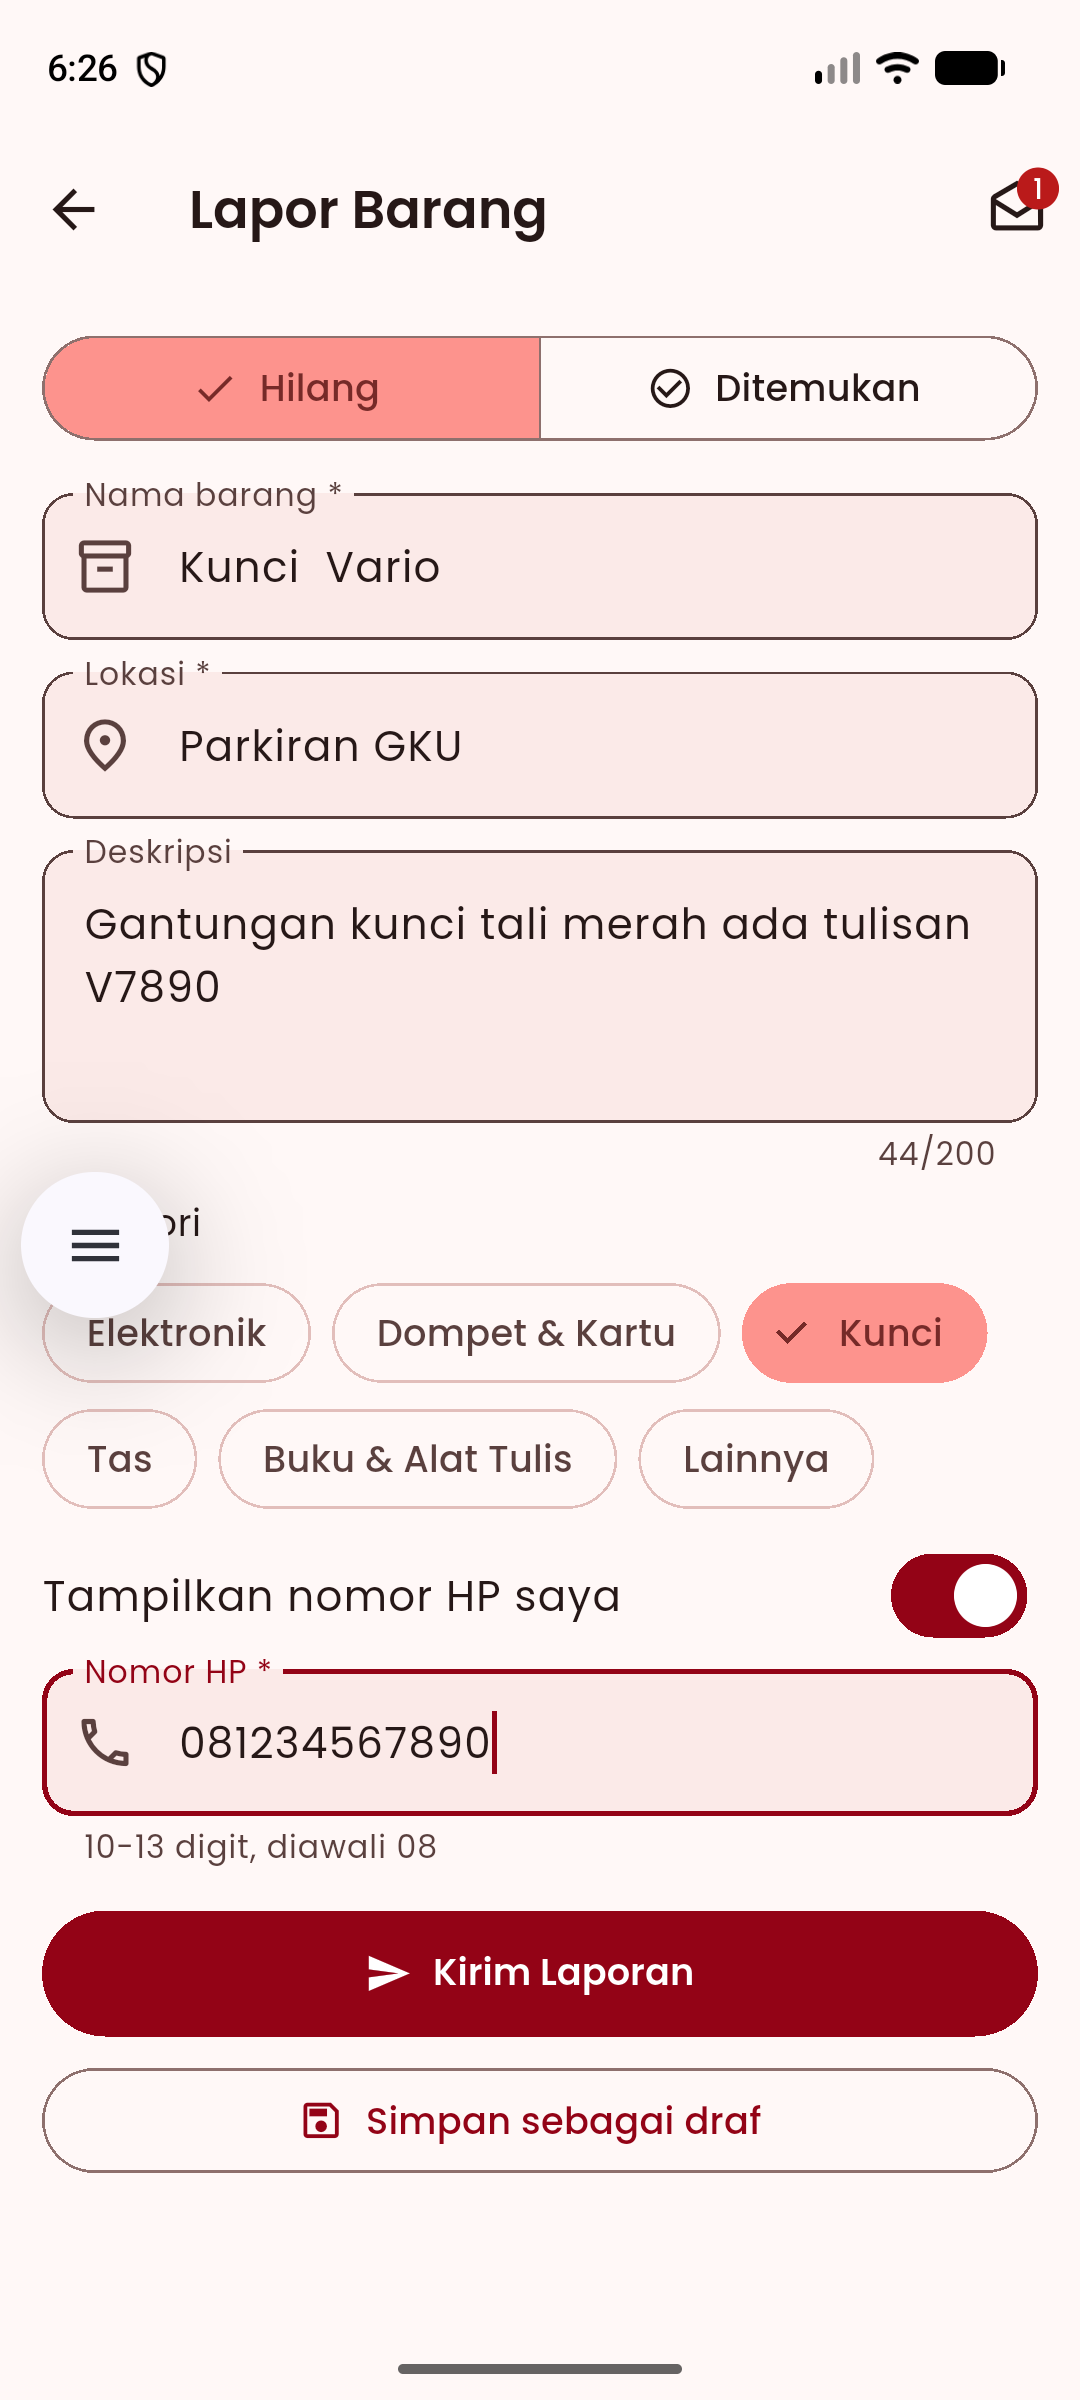 6:26
Lapor Barang
1
Hilang
Ditemukan
Nama barang *
Kunci  Vario
Lokasi *
Parkiran GKU
Deskripsi
Gantungan kunci tali merah ada tulisan
V7890
44/200
Elektronik
Dompet & Kartu
Kunci
Tas
Buku & Alat Tulis
Lainnya
Tampilkan nomor HP saya
Nomor HP *
081234567890
10-13 digit, diawali 08
Kirim Laporan
Simpan sebagai draf